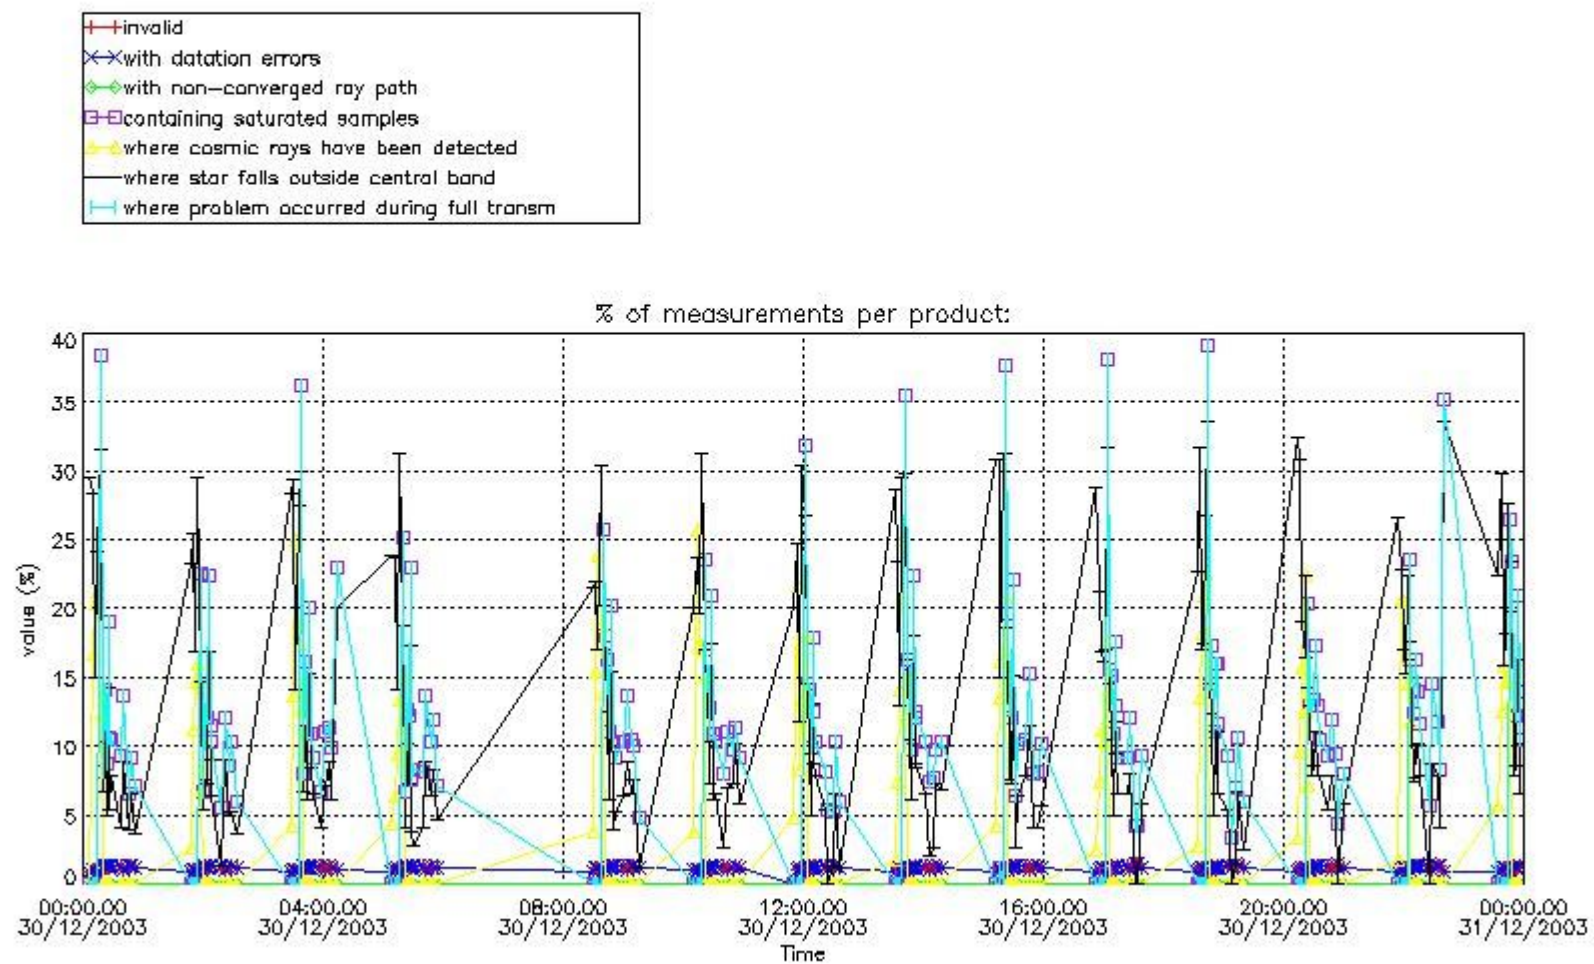 invalid
with datation errors
with non-converged ray path
containing saturated samples
where cosmic rays have been detected
where star falls outside central band
where problem occurred during full transm
% of measurements per product:
40
35
30
25
20
15
10
5
0
value (%)
00:00:00 04:00:00 08:00:00 12:00:00 16:00:00 20:00:00 00:00:00
30/12/2003 30/12/2003 30/12/2003 30/12/2003 30/12/2003 30/12/2003 31/12/2003
Time